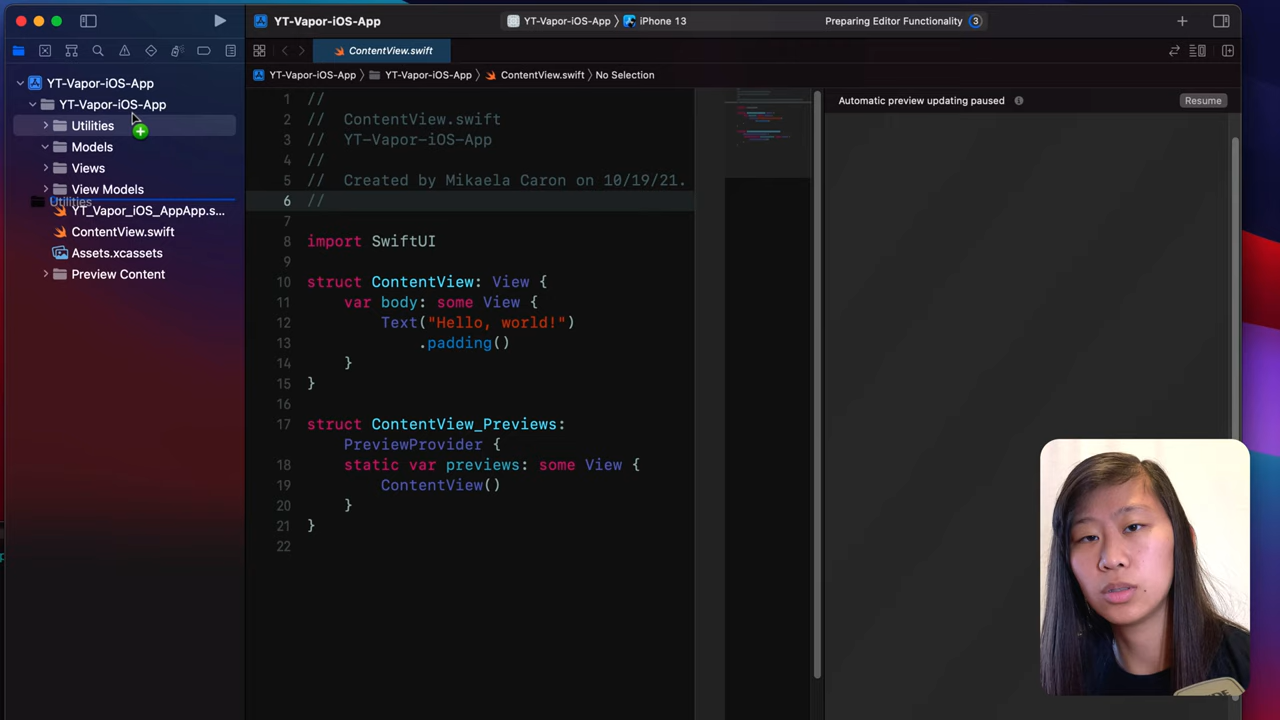 YT-Vapor-iOS-App
YT-Vapor-iOS-App
iPhone 13
Preparing Editor Functionality
3
ContentView.swift
YT-Vapor-iOS-App
YT-Vapor-iOS-App
ContentView.swift
No Selection
YT-Vapor-iOS-App
YT-Vapor-iOS-App
Utilities
Models
Views
View Models
Utilities
YT_Vapor_iOS_AppApp.s...
ContentView.swift
Assets.xcassets
Preview Content
1 //
2 // ContentView.swift
3 // YT-Vapor-iOS-App
4 //
5 // Created by Mikaela Caron on 10/19/21.
6 //
7
8 import SwiftUI
9
10 struct ContentView: View {
11 var body: some View {
12 Text("Hello, world!")
13 .padding()
14 }
15 }
16
17 struct ContentView_Previews:
PreviewProvider {
18 static var previews: some View {
19 ContentView()
20 }
21 }
22
Automatic preview updating paused
Resume